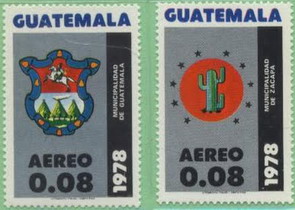 GUATEMALA
MUNICIPALIDAD
DE GUATEMALA
1978
AEREO
0.08
GUATEMALA
MUNICIPALIDAD
DE ZACAPA
1978
AEREO
0.08